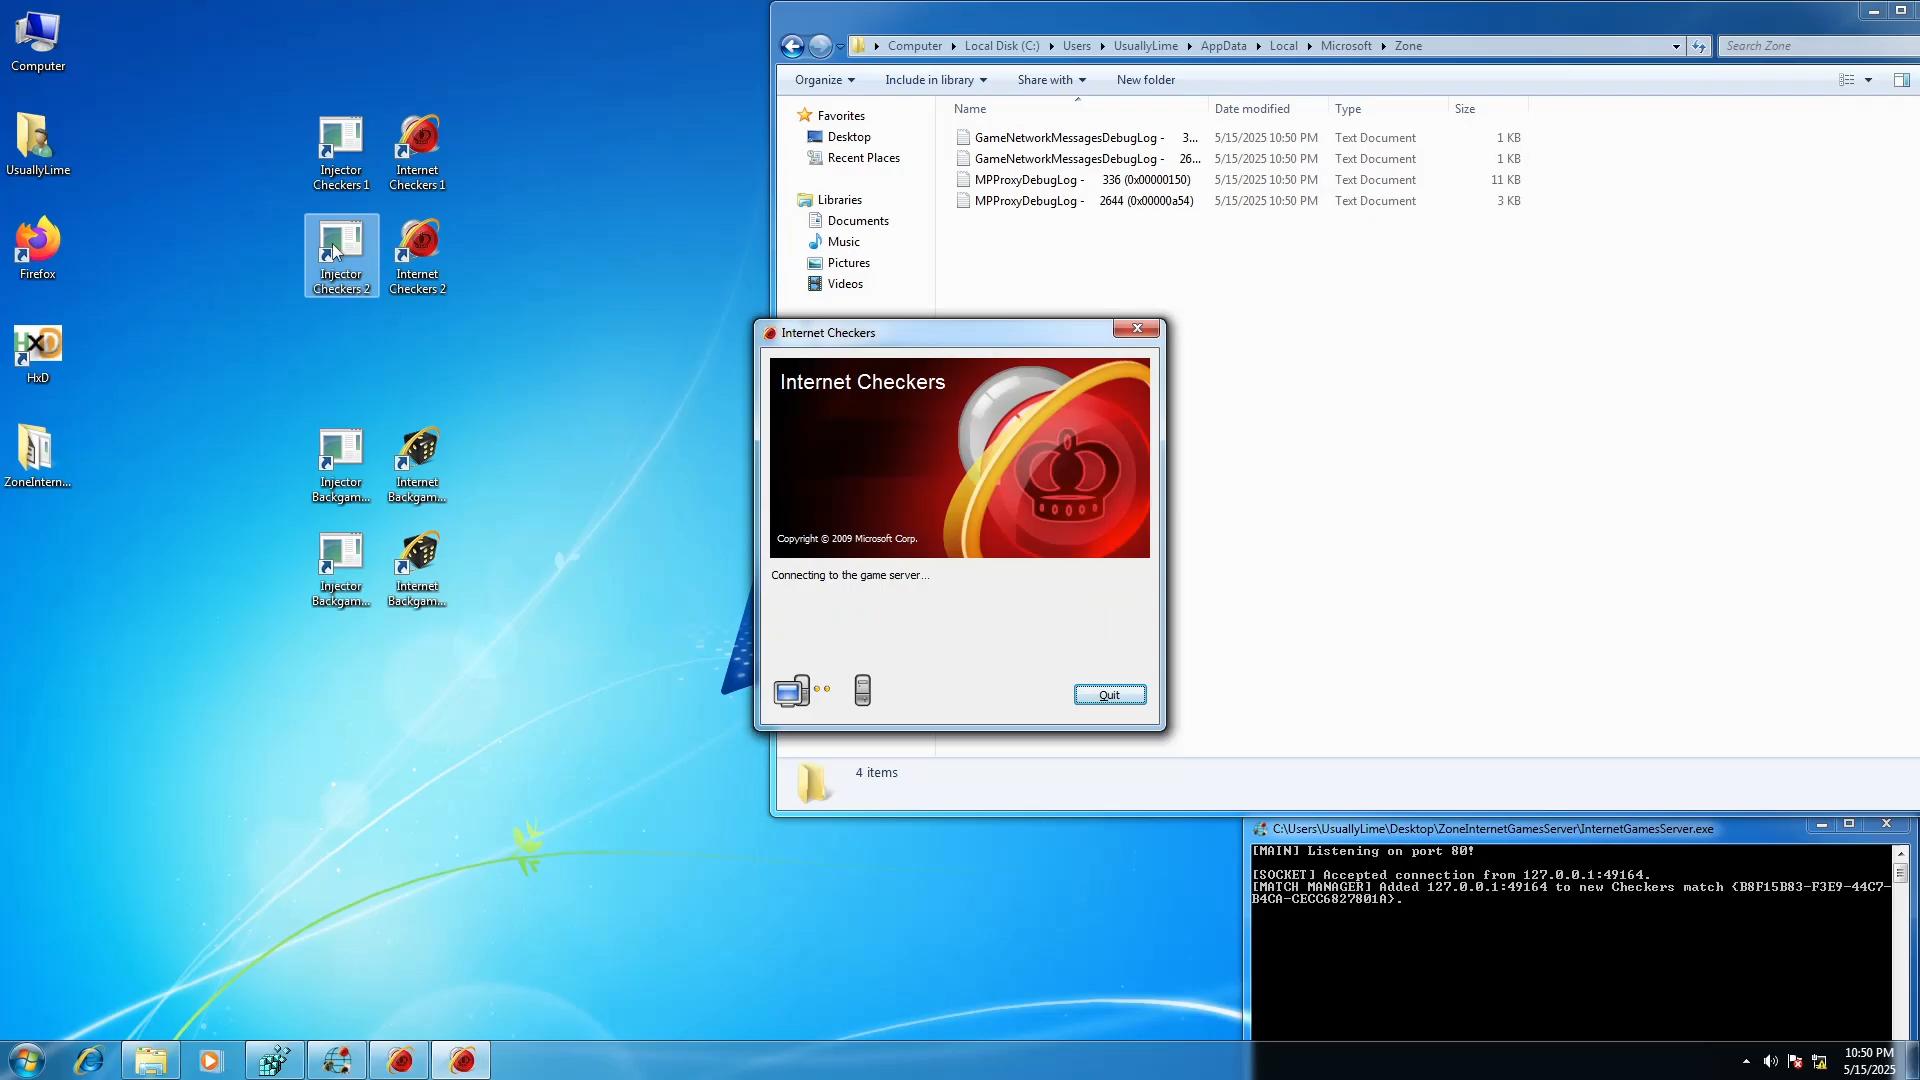 Computer
UsuallyLime
Firefox
HxD
ZoneIntern...
Injector
Checkers 1
Internet
Checkers 1
Injector
Checkers 2
Internet
Checkers 2
Injector
Backgam...
Internet
Backgam...
Injector
Backgam...
Internet
Backgam...
Computer Local Disk (C:) Users UsuallyLime AppData Local Microsoft Zone
Search Zone
Organize Include in library Share with New folder
Favorites
Desktop
Recent Places
Libraries
Documents
Music
Pictures
Videos
Name Date modified Type Size
GameNetworkMessagesDebugLog - 3... 5/15/2025 10:50 PM Text Document 1 KB
GameNetworkMessagesDebugLog - 26... 5/15/2025 10:50 PM Text Document 1 KB
MPProxyDebugLog - 336 (0x00000150) 5/15/2025 10:50 PM Text Document 11 KB
MPProxyDebugLog - 2644 (0x00000a54) 5/15/2025 10:50 PM Text Document 3 KB
4 items
Internet Checkers
Internet Checkers
Copyright © 2009 Microsoft Corp.
Connecting to the game server...
Quit
C:\Users\UsuallyLime\Desktop\ZoneInternetGamesServer\InternetGamesServer.exe
[MAIN] Listening on port 80!
[SOCKET] Accepted connection from 127.0.0.1:49164.
[MATCH MANAGER] Added 127.0.0.1:49164 to new Checkers match {B8F15B83-F3E9-44C7-
B4CA-CECC6827801A}.
10:50 PM
5/15/2025